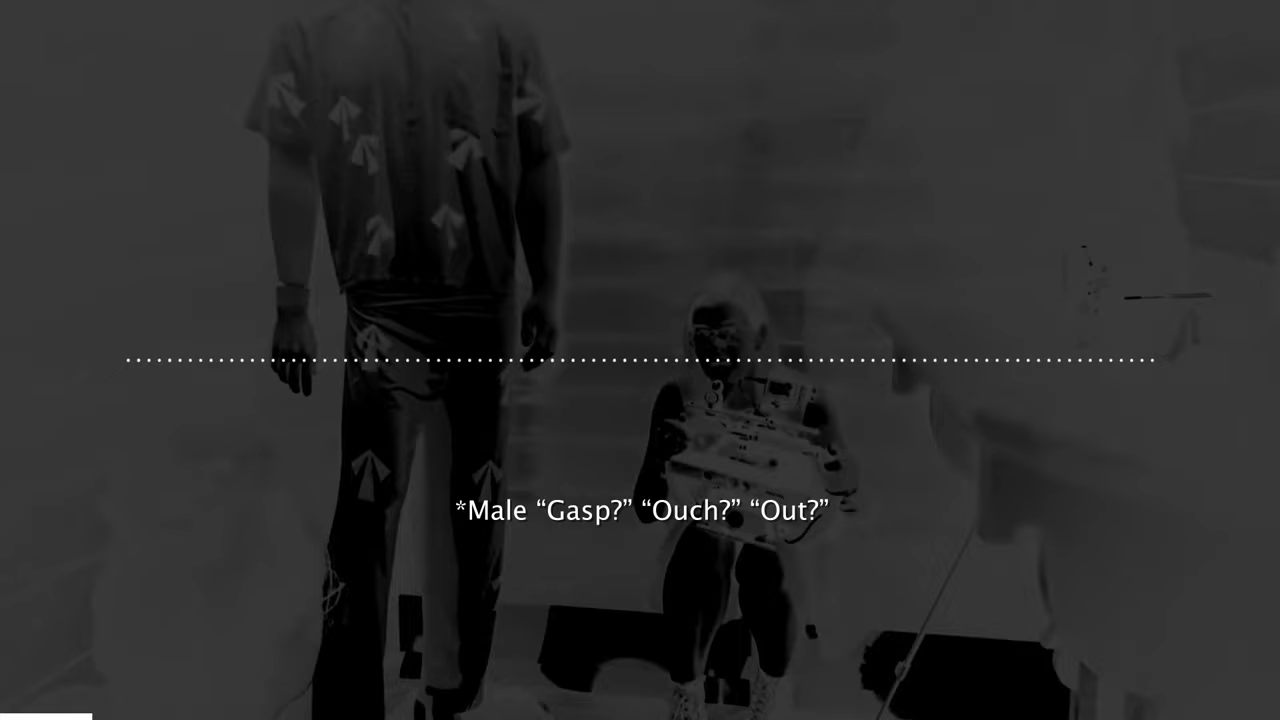 *Male “Gasp?” “Ouch?” “Out?”